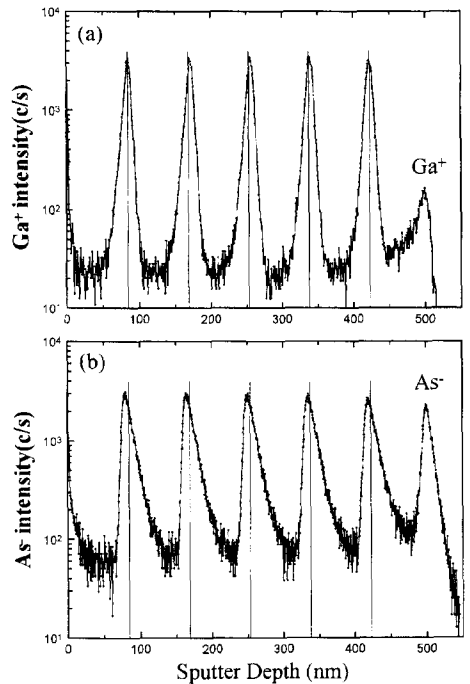 (a)
10⁴
10³
10²
10¹
Ga⁺ intensity(c/s)
Ga⁺
0 100 200 300 400 500
(b)
10⁴
10³
10²
10¹
As⁻ intensity(c/s)
As⁻
0 100 200 300 400 500
Sputter Depth (nm)